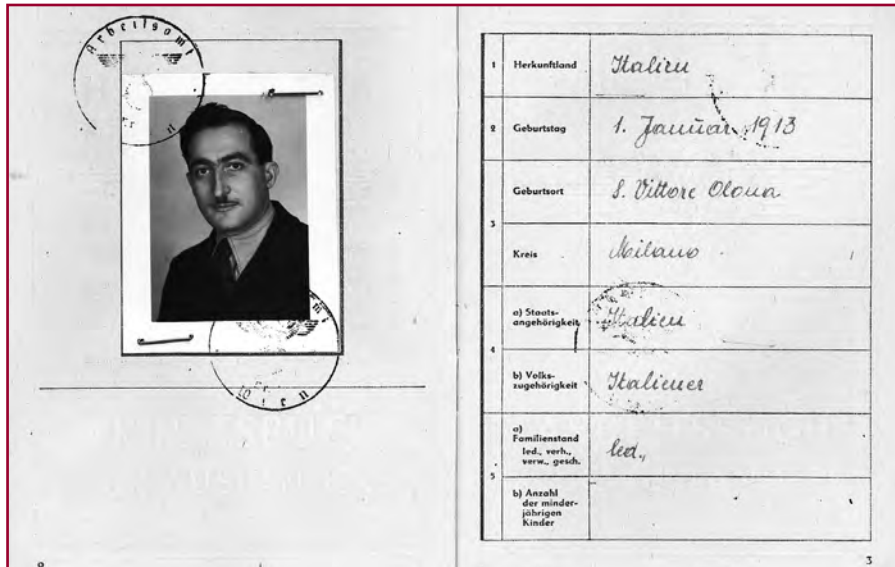 Arbeitsamt
Wien
1 Herkunftland Italien
2 Geburtstag 1. Januar 1913
3 Geburtsort S. Vittore Olona
Kreis Milano
4 a) Staats-
angehörigkeit Italien
b) Volks-
zugehörigkeit Italiener
5 a)
Familienstand
led., verh.,
verw., gesch. led.,
b) Anzahl
der minder-
jährigen
Kinder
3